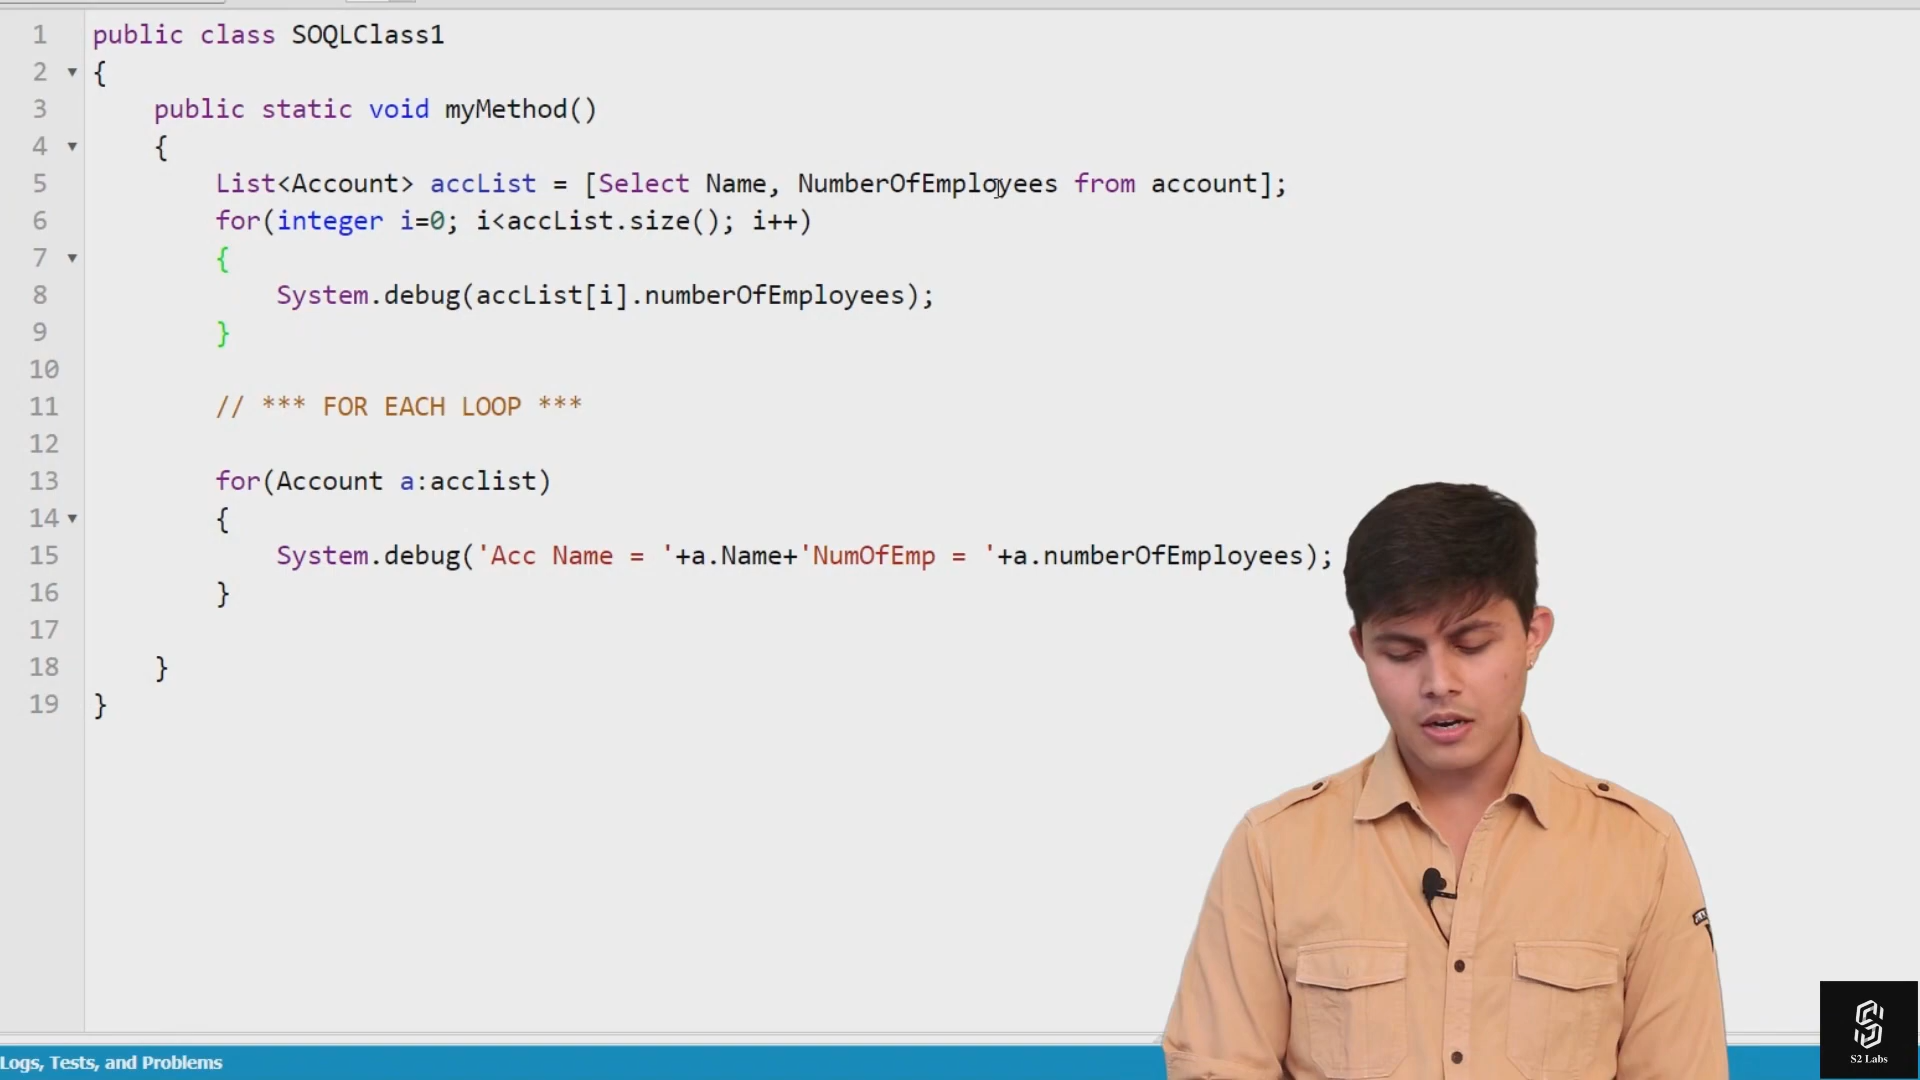 1 public class SOQLClass1
2 {
3 public static void myMethod()
4 {
5 List<Account> accList = [Select Name, NumberOfEmployees from account];
6 for(integer i=0; i<accList.size(); i++)
7 {
8 System.debug(accList[i].numberOfEmployees);
9 }
10
11 // *** FOR EACH LOOP ***
12
13 for(Account a:acclist)
14 {
15 System.debug('Acc Name = '+a.Name+'NumOfEmp = '+a.numberOfEmployees);
16 }
17
18 }
19 }
Logs, Tests, and Problems
S2 Labs